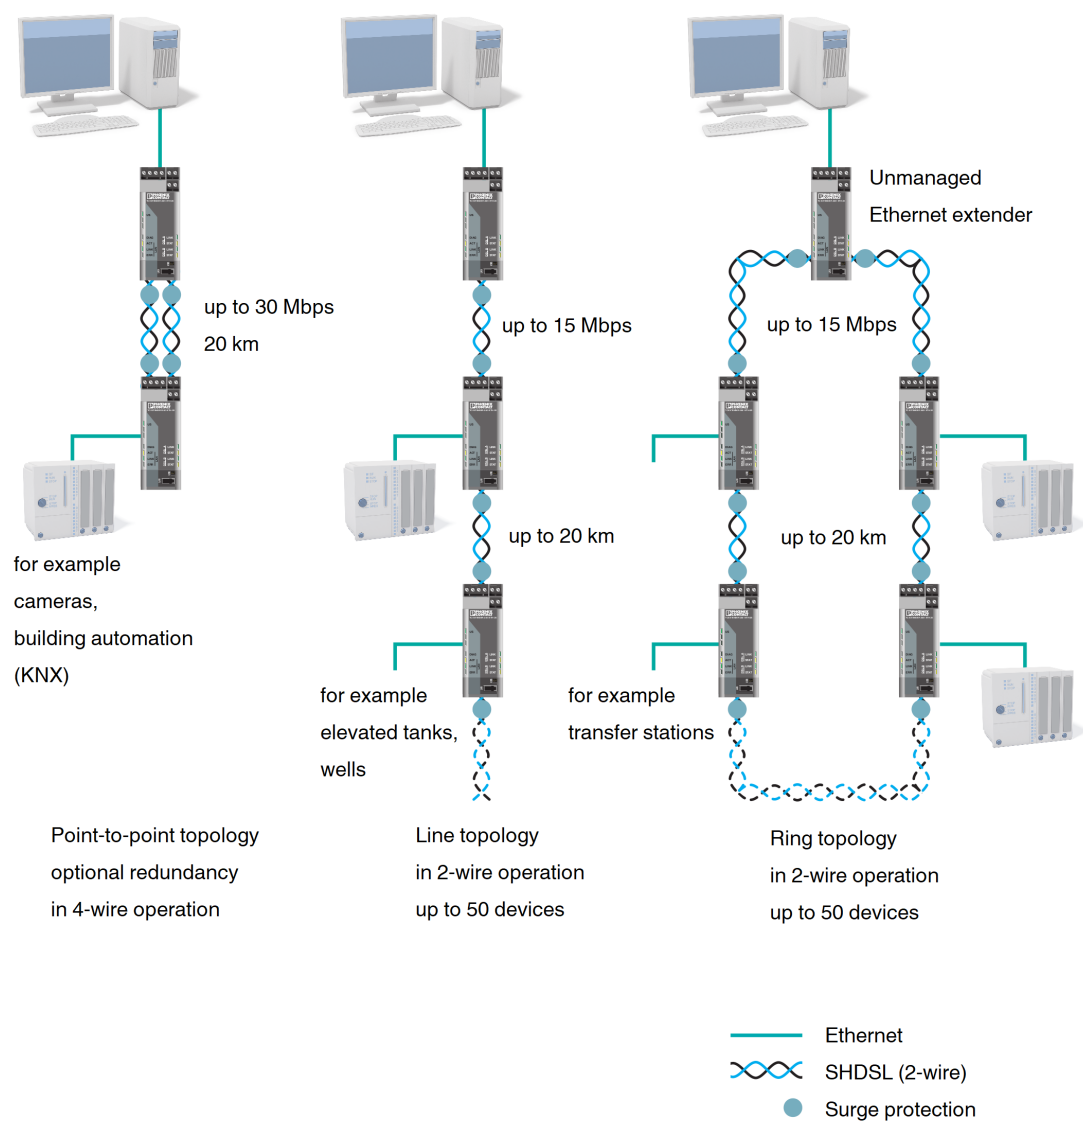 Unmanaged
Ethernet extender
up to 30 Mbps
20 km
up to 15 Mbps
up to 15 Mbps
for example
cameras,
building automation
(KNX)
up to 20 km
up to 20 km
for example
elevated tanks,
wells
for example
transfer stations
Point-to-point topology
optional redundancy
in 4-wire operation
Line topology
in 2-wire operation
up to 50 devices
Ring topology
in 2-wire operation
up to 50 devices
Ethernet
SHDSL (2-wire)
Surge protection